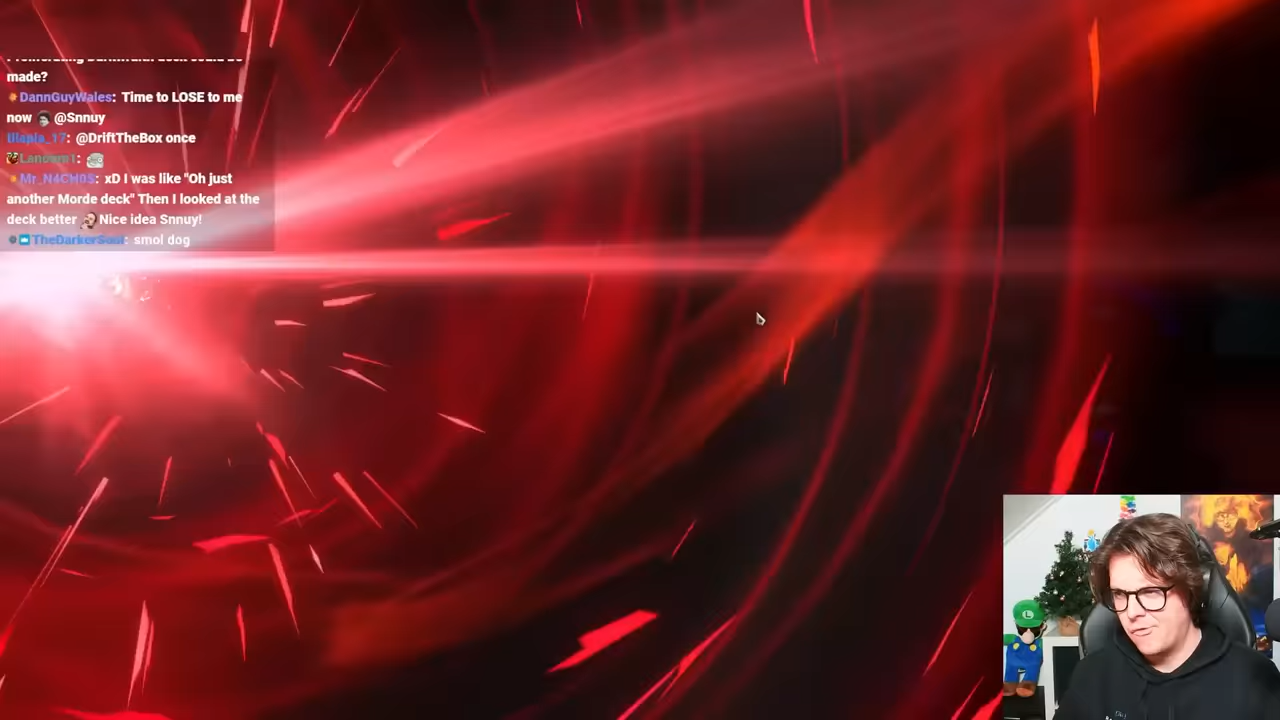 made?
DannGuyWales: Time to LOSE to me
now @Snnuy
: @DriftTheBox once
Mr_N4CH0S: xD I was like "Oh just
another Morde deck" Then I looked at the
deck better Nice idea Snnuy!
TheDarkerSoul: smol dog
L